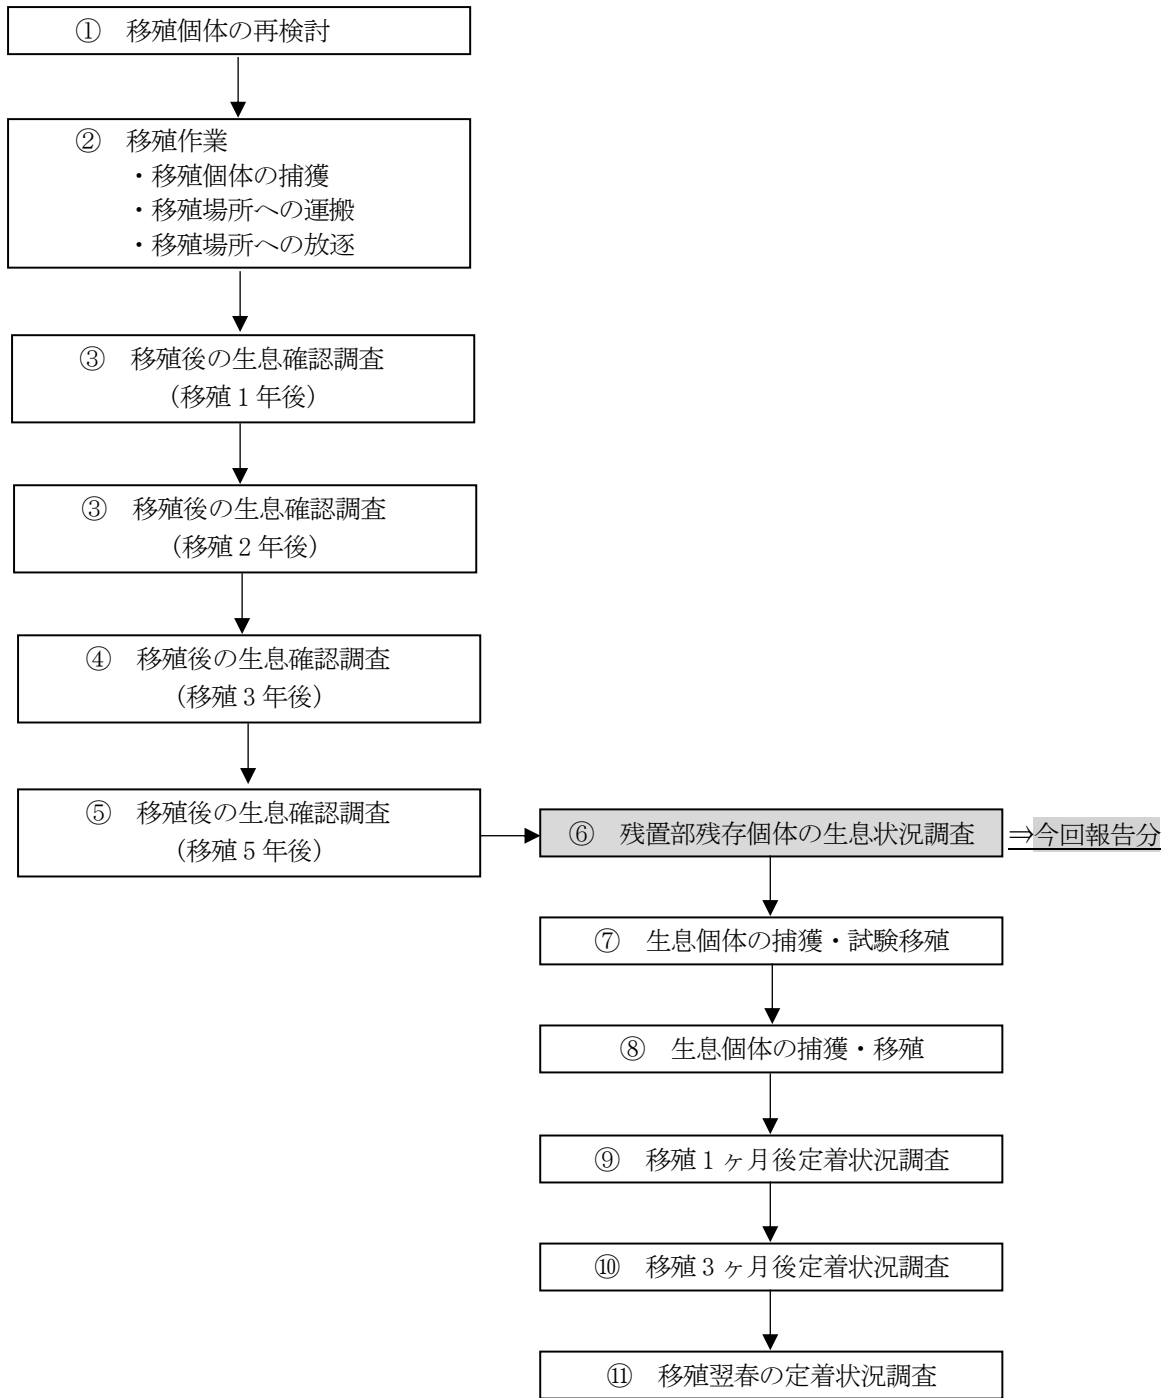 ① 移殖個体の再検討
② 移殖作業
・移殖個体の捕獲
・移殖場所への運搬
・移殖場所への放逐
③ 移殖後の生息確認調査
（移殖1年後）
③ 移殖後の生息確認調査
（移殖2年後）
④ 移殖後の生息確認調査
（移殖3年後）
⑤ 移殖後の生息確認調査
（移殖5年後）
⑥ 残置部残存個体の生息状況調査 ⇒今回報告分
⑦ 生息個体の捕獲・試験移殖
⑧ 生息個体の捕獲・移殖
⑨ 移殖1ヶ月後定着状況調査
⑩ 移殖3ヶ月後定着状況調査
⑪ 移殖翌春の定着状況調査